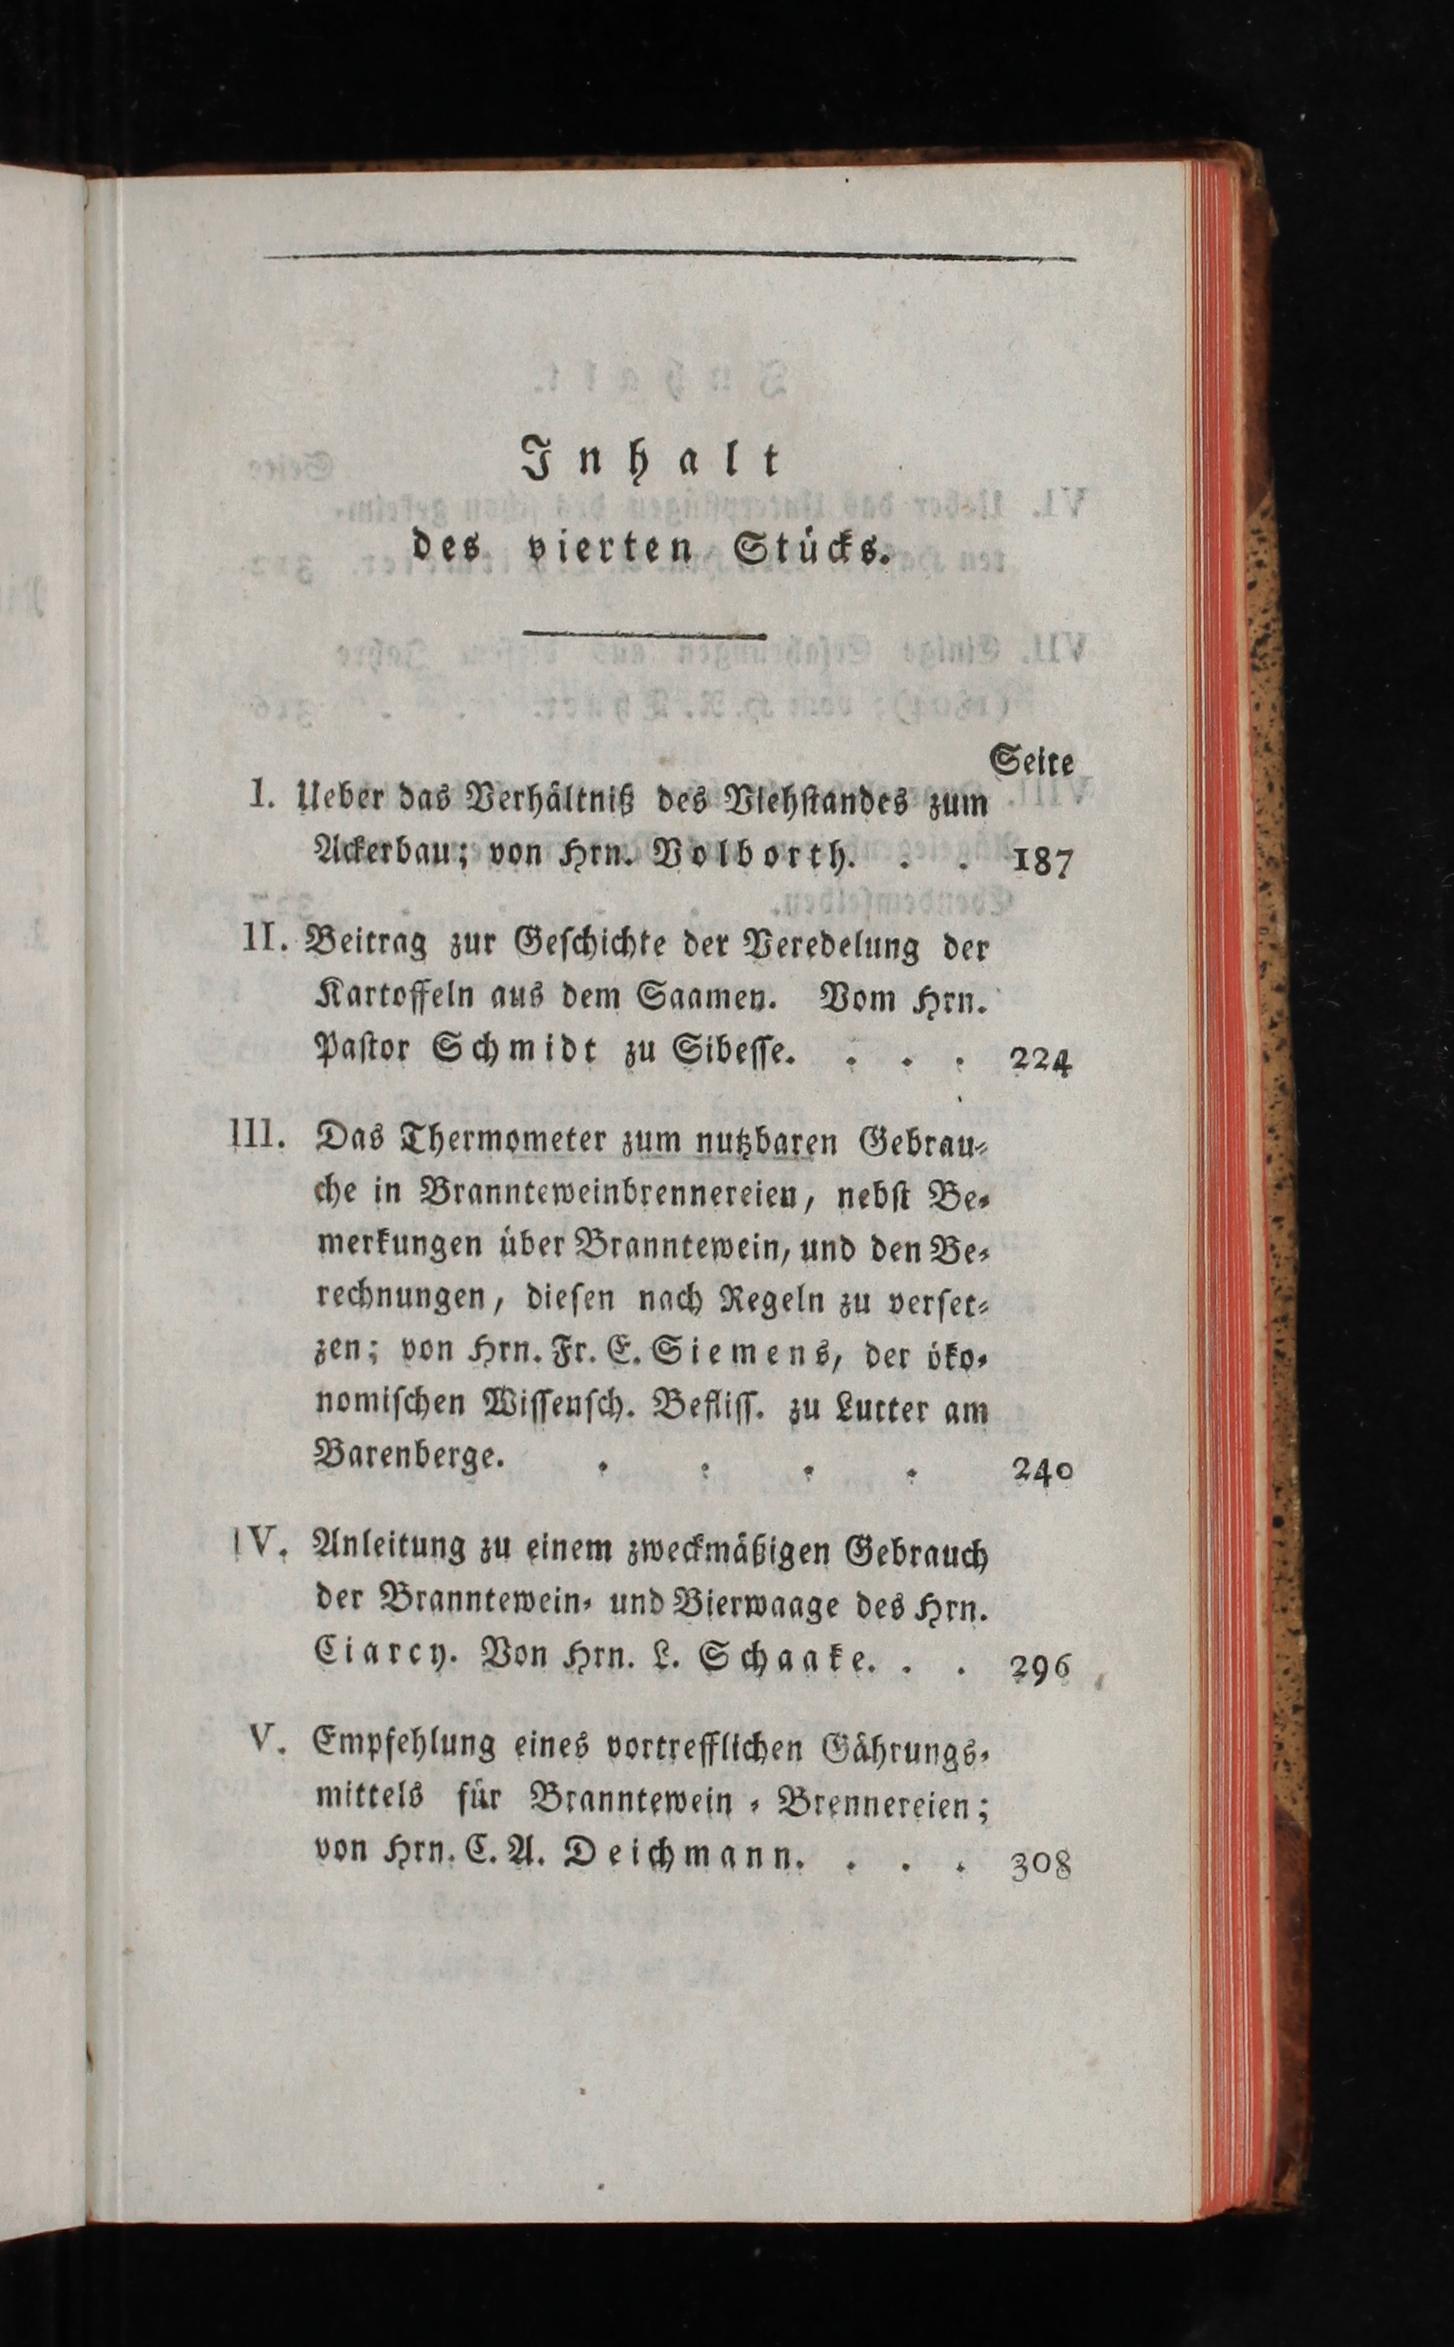 Inhalt
des vierten Stücks.
Seite
I. Ueber das Verhältniß des Viehstandes zum
Ackerbau; von Hrn. Volborth. . . 187
II. Beitrag zur Geschichte der Veredelung der
Kartoffeln aus dem Saamen. Vom Hrn.
Pastor Schmidt zu Sibesse. . . . 224
III. Das Thermometer zum nutzbaren Gebrau-
che in Brannteweinbrennereien, nebst Be-
merkungen über Branntewein, und den Be-
rechnungen, diesen nach Regeln zu verset-
zen; von Hrn. Fr. E. Siemens, der öko-
nomischen Wissensch. Befliss. zu Lutter am
Barenberge. . . . . 240
IV. Anleitung zu einem zweckmäßigen Gebrauch
der Branntewein- und Bierwaage des Hrn.
Ciarcy. Von Hrn. L. Schaake. . . 296
V. Empfehlung eines vortrefflichen Gährungs-
mittels für Branntewein - Brennereien;
von Hrn. C. A. Deichmann. . . . 308